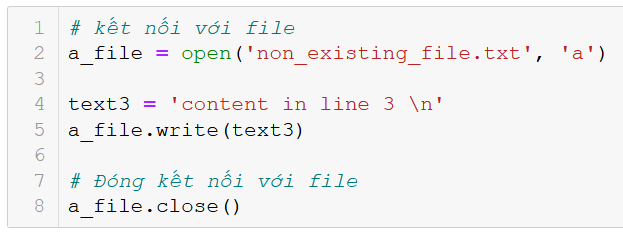 1 # kết nối với file
2 a_file = open('non_existing_file.txt', 'a')
3
4 text3 = 'content in line 3 \n'
5 a_file.write(text3)
6
7 # Đóng kết nối với file
8 a_file.close()